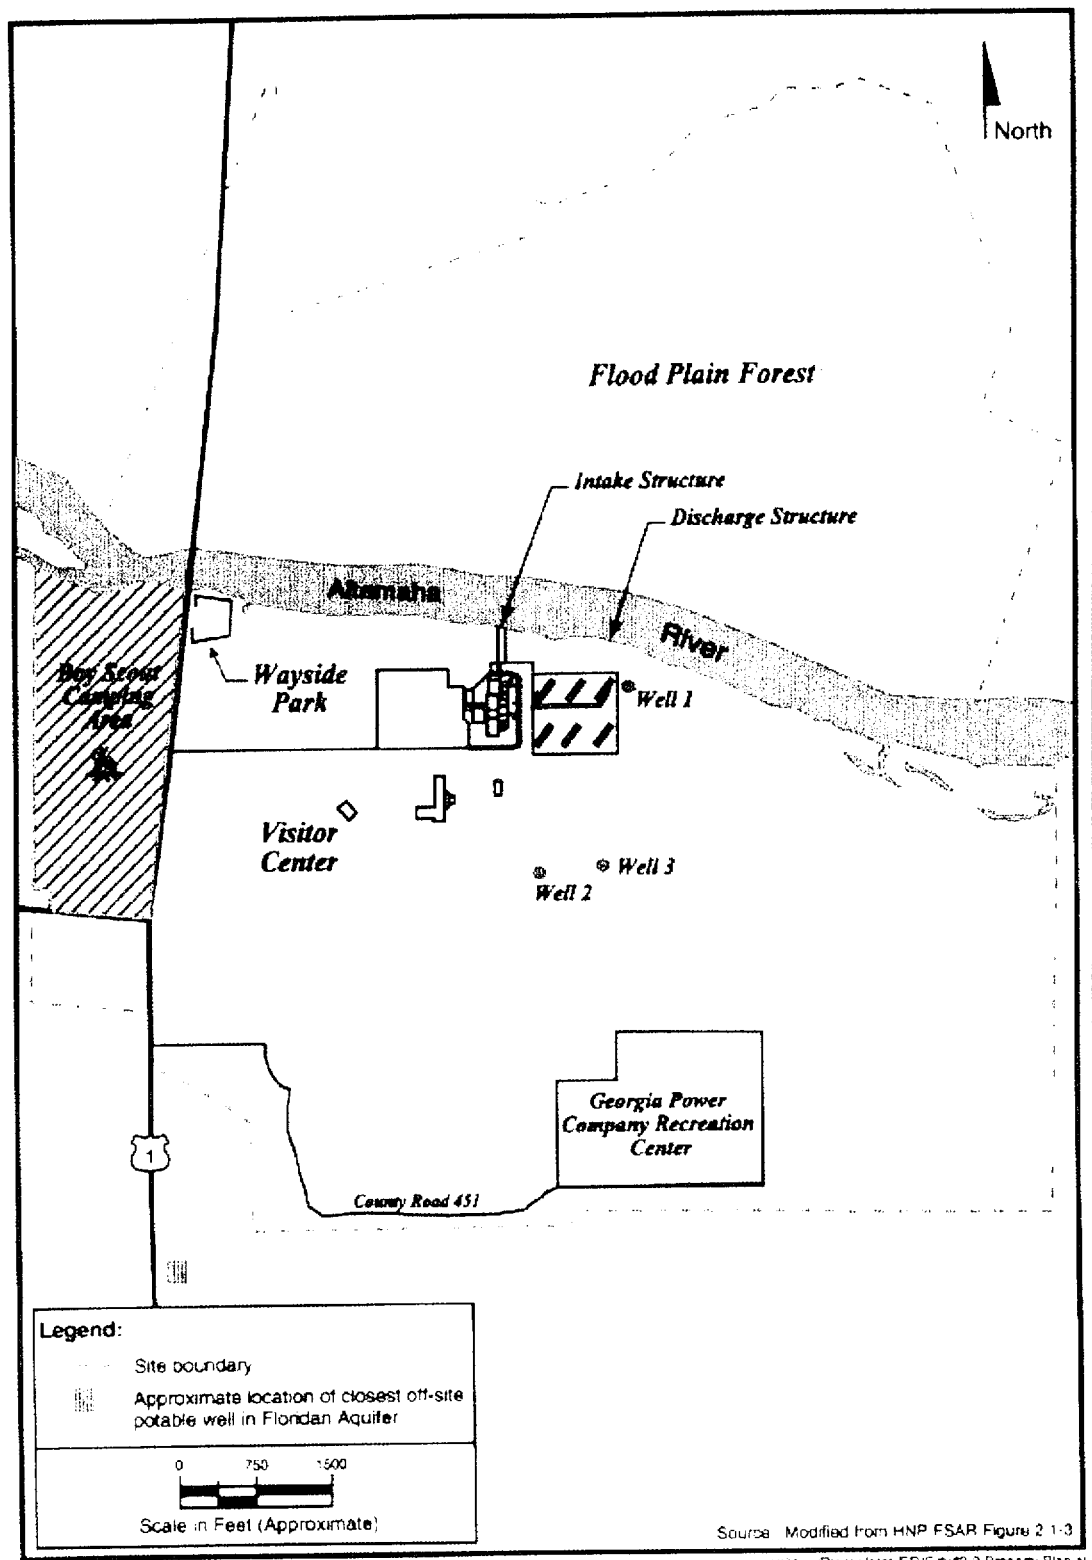 North
Flood Plain Forest
Intake Structure
Discharge Structure
Altamaha
River
Boy Scout
Camping
Area
Wayside
Park
Well 1
Visitor
Center
Well 3
Well 2
Georgia Power
Company Recreation
Center
1
County Road 451
Legend:
Site boundary
Approximate location of closest off-site
potable well in Floridan Aquifer
0 750 1500
Scale in Feet (Approximate)
Source Modified from HNP FSAR Figure 2.1-3